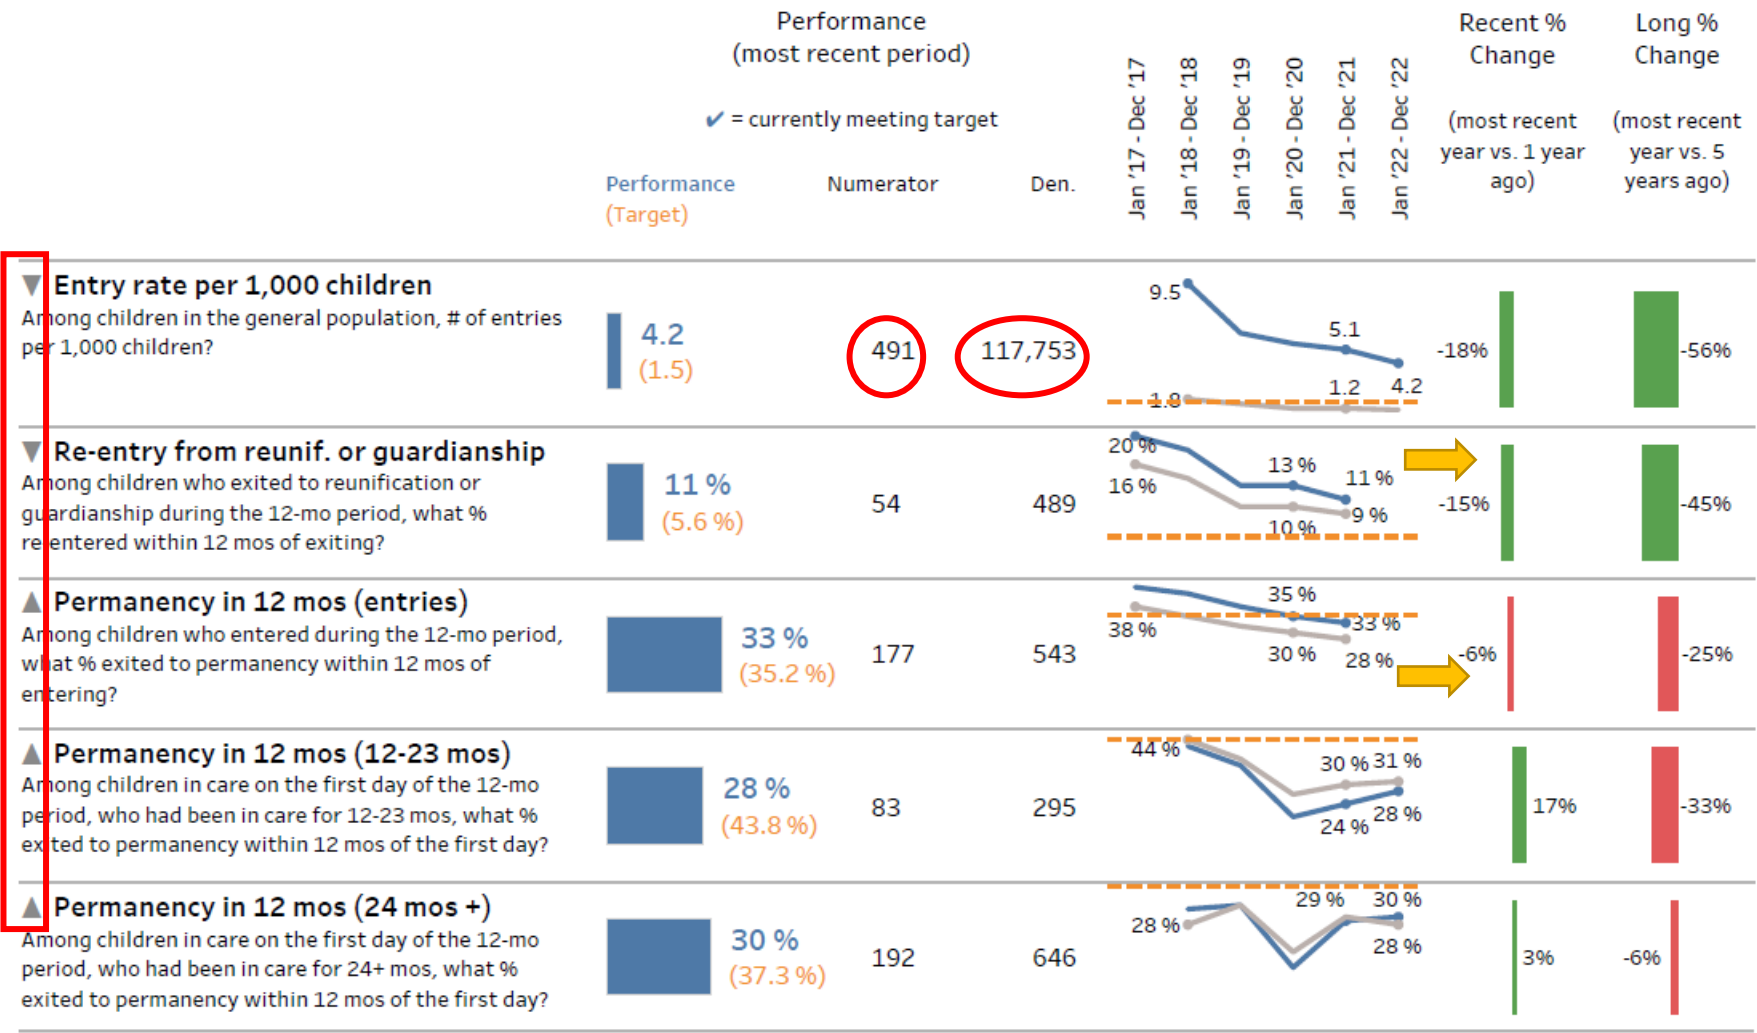 Performance
(most recent period)
✔ = currently meeting target
Performance
(Target)
Numerator
Den.
Jan '17 - Dec '17
Jan '18 - Dec '18
Jan '19 - Dec '19
Jan '20 - Dec '20
Jan '21 - Dec '21
Jan '22 - Dec '22
Recent %
Change
(most recent
year vs. 1 year
ago)
Long %
Change
(most recent
year vs. 5
years ago)
▼ Entry rate per 1,000 children
Among children in the general population, # of entries
per 1,000 children?
4.2
(1.5)
491
117,753
9.5
5.1
1.2
4.2
1.8
-18%
-56%
▼ Re-entry from reunif. or guardianship
Among children who exited to reunification or
guardianship during the 12-mo period, what %
reentered within 12 mos of exiting?
11 %
(5.6 %)
54
489
20 %
16 %
13 %
10 %
11 %
9 %
-15%
-45%
▲ Permanency in 12 mos (entries)
Among children who entered during the 12-mo period,
what % exited to permanency within 12 mos of
entering?
33 %
(35.2 %)
177
543
38 %
35 %
30 %
33 %
28 %
-6%
-25%
▲ Permanency in 12 mos (12-23 mos)
Among children in care on the first day of the 12-mo
period, who had been in care for 12-23 mos, what %
exited to permanency within 12 mos of the first day?
28 %
(43.8 %)
83
295
44 %
30 %
31 %
24 %
28 %
17%
-33%
▲ Permanency in 12 mos (24 mos +)
Among children in care on the first day of the 12-mo
period, who had been in care for 24+ mos, what %
exited to permanency within 12 mos of the first day?
30 %
(37.3 %)
192
646
28 %
29 %
30 %
28 %
3%
-6%